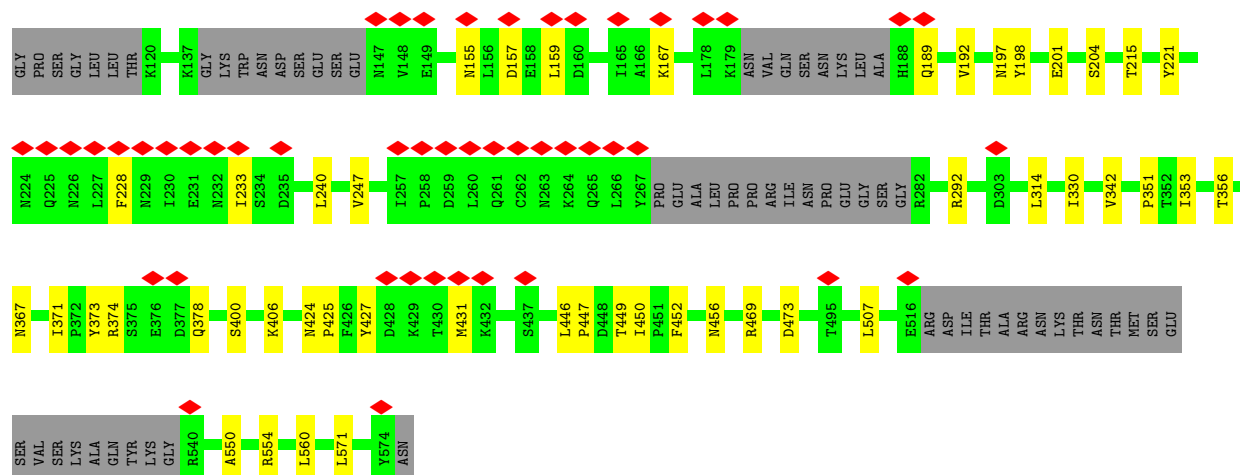 GLY PRO SER GLY LEU LEU THR K120 K137 GLY LYS TRP ASN ASP SER GLU SER GLU N147 V148 E149 N155 L156 D157 E158 L159 D160 I165 A166 K167 L178 K179 ASN VAL GLN SER ASN LYS LEU ALA H188 Q189 V192 N197 Y198 E201 S204 T215 Y221
N224 Q225 N226 L227 F228 N229 I230 E231 N232 I233 S234 D235 L240 V247 I257 P258 D259 L260 Q261 C262 N263 K264 Q265 L266 Y267 PRO GLU ALA LEU PRO PRO ARG ILE ASN PRO GLU GLY SER GLY R282 R292 D303 L314 I330 V342 P351 T352 I353 T356
N367 I371 P372 Y373 R374 S375 E376 D377 Q378 S400 K406 N424 P425 F426 Y427 D428 K429 T430 M431 K432 S437 L446 P447 D448 T449 I450 P451 F452 N456 R469 D473 T495 L507 E516 ARG ASP ILE THR ALA ARG ASN LYS THR ASN THR MET SER GLU
SER VAL SER LYS ALA GLN TYR LYS GLY R540 A550 R554 L560 L571 Y574 ASN